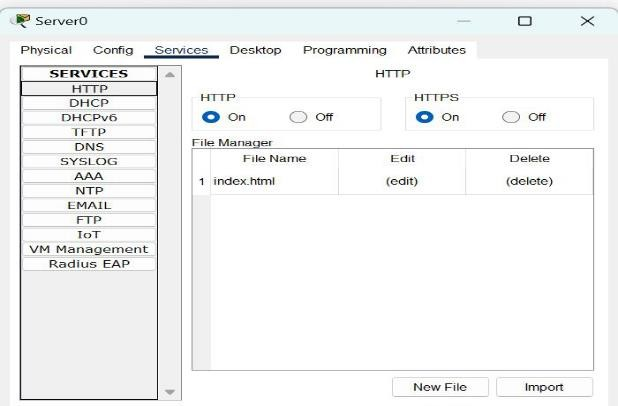 Server0
Physical Config Services Desktop Programming Attributes
SERVICES
HTTP
DHCP
DHCPv6
TFTP
DNS
SYSLOG
AAA
NTP
EMAIL
FTP
IoT
VM Management
Radius EAP
HTTP
HTTP
On Off
HTTPS
On Off
File Manager
File Name Edit Delete
1 index.html (edit) (delete)
New File Import